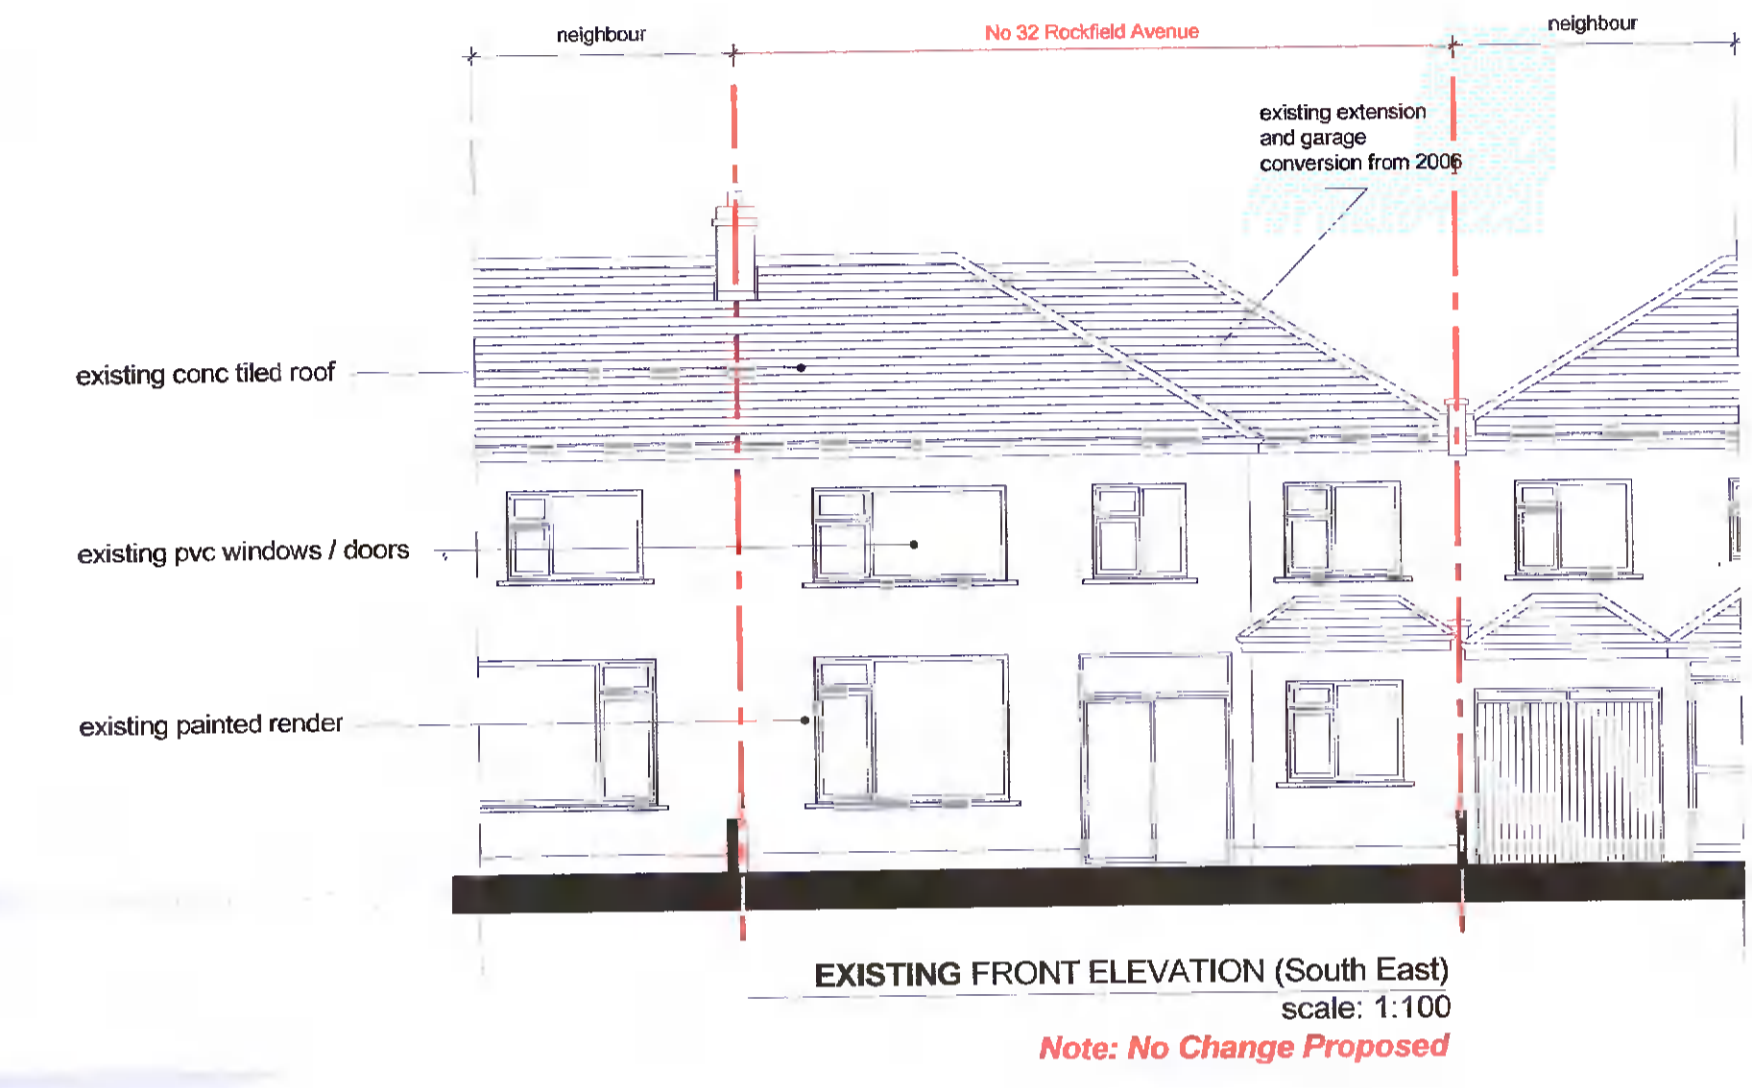 neighbour
No 32 Rockfield Avenue
neighbour
existing extension
and garage
conversion from 2006
existing conc tiled roof
existing pvc windows / doors
existing painted render
EXISTING FRONT ELEVATION (South East)
scale: 1:100
Note: No Change Proposed